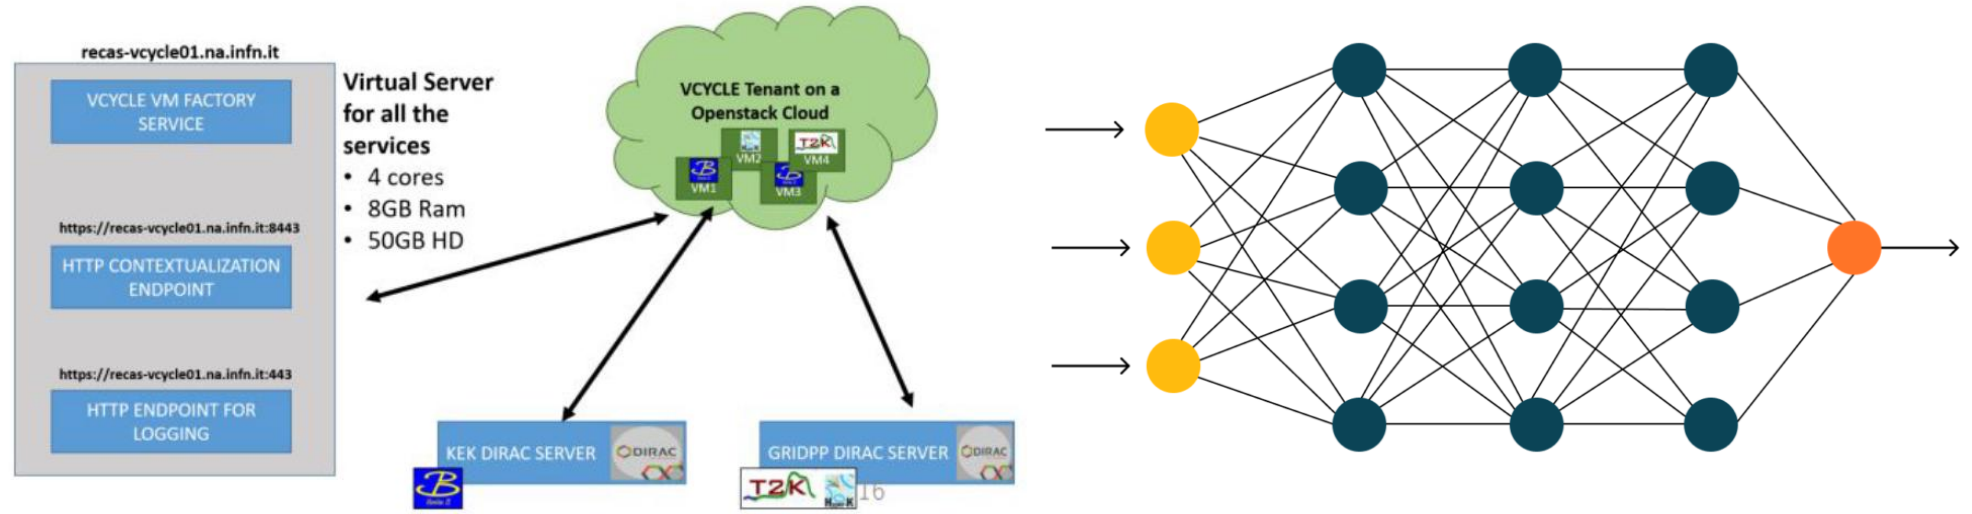 recas-vcycle01.na.infn.it
VCYCLE VM FACTORY
SERVICE
https://recas-vcycle01.na.infn.it:8443
HTTP CONTEXTUALIZATION
ENDPOINT
https://recas-vcycle01.na.infn.it:443
HTTP ENDPOINT FOR
LOGGING
Virtual Server
for all the
services
• 4 cores
• 8GB Ram
• 50GB HD
VCYCLE Tenant on a
Openstack Cloud
VM2
T2K
VM4
B
VM1
B
VM3
KEK DIRAC SERVER
DIRAC
B
Belle II
GRIDPP DIRAC SERVER
DIRAC
T2K
16